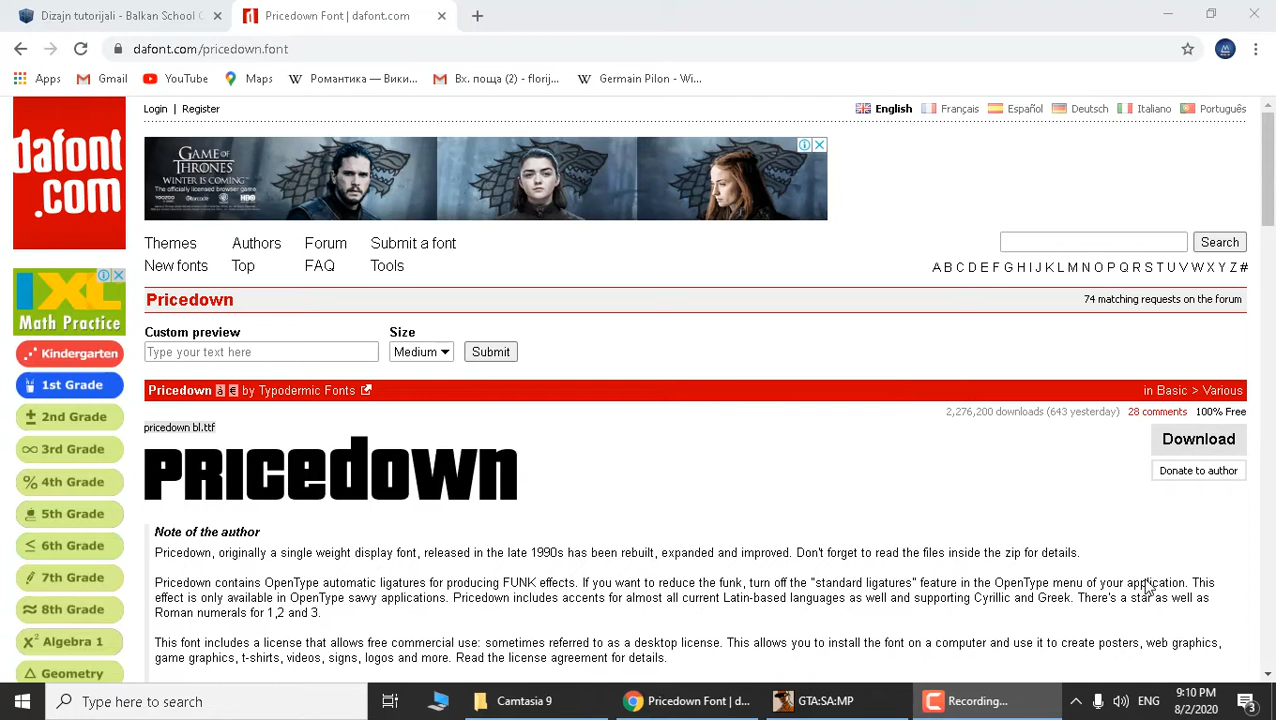 Dizajn tutorijali - Balkan School C
Pricedown Font | dafont.com
dafont.com/pricedown.font
Apps
Gmail
YouTube
Maps
Романтика — Вики...
Вх. поща (2) - florij...
Germain Pilon - Wi...
dafont
.com
Login | Register
English
Français
Español
Deutsch
Italiano
Português
GAME OF
THRONES
WINTER IS COMING
The officially licensed browser game
YOOZOO
HBO
Themes
Authors
Forum
Submit a font
New fonts
Top
FAQ
Tools
Search
A B C D E F G H I J K L M N O P Q R S T U V W X Y Z #
IXL
Math Practice
Kindergarten
1st Grade
2nd Grade
3rd Grade
4th Grade
5th Grade
6th Grade
7th Grade
8th Grade
Algebra 1
Geometry
Pricedown
74 matching requests on the forum
Custom preview
Size
Type your text here
Medium
Submit
Pricedown à € by Typodermic Fonts
in Basic > Various
2,276,200 downloads (643 yesterday)
28 comments
100% Free
pricedown bl.ttf
Download
Donate to author
Pricedown
Note of the author
Pricedown, originally a single weight display font, released in the late 1990s has been rebuilt, expanded and improved. Don't forget to read the files inside the zip for details.
Pricedown contains OpenType automatic ligatures for producing FUNK effects. If you want to reduce the funk, turn off the "standard ligatures" feature in the OpenType menu of your application. This
effect is only available in OpenType savvy applications. Pricedown includes accents for almost all current Latin-based languages as well and supporting Cyrillic and Greek. There's a star as well as
Roman numerals for 1,2 and 3.
This font includes a license that allows free commercial use: sometimes referred to as a desktop license. This allows you to install the font on a computer and use it to create posters, web graphics,
game graphics, t-shirts, videos, signs, logos and more. Read the license agreement for details.
Type here to search
Camtasia 9
Pricedown Font | d...
GTA:SA:MP
Recording...
ENG
9:10 PM
8/2/2020
3